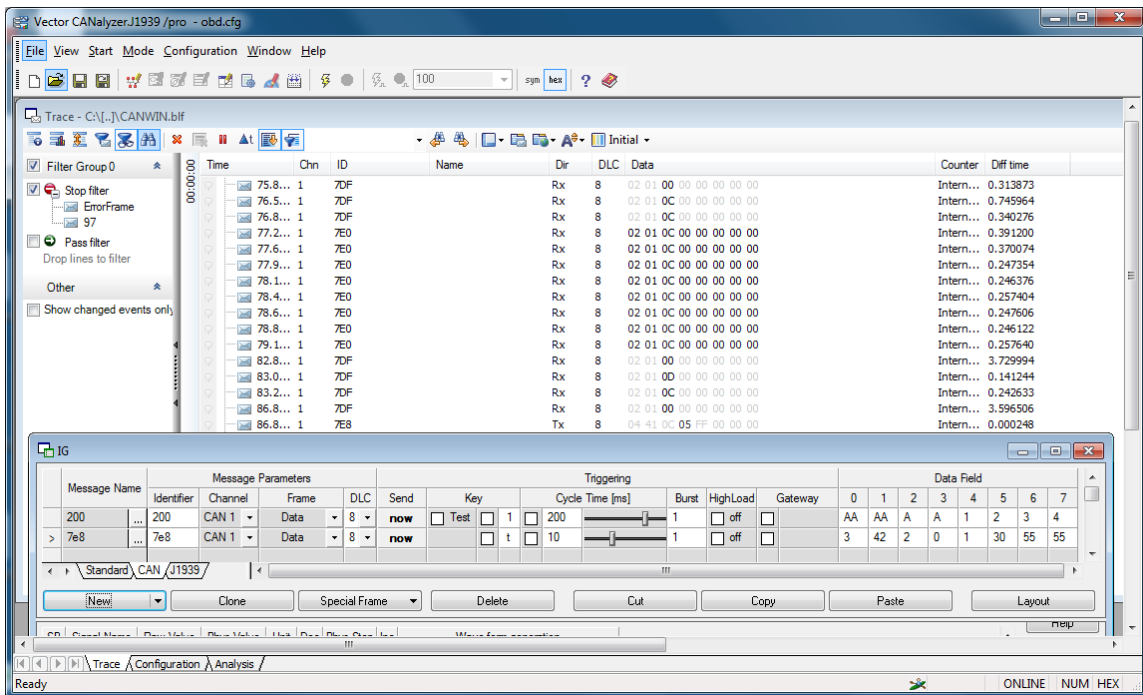 Vector CANalyzer.J1939 /pro - obd.cfg
File View Start Mode Configuration Window Help
100 sym hex ?
Trace - C:\[..]\CANWIN.blf
Δt Initial
Filter Group 0
Stop filter
ErrorFrame
97
Pass filter
Drop lines to filter
Other
Show changed events only
00:00:00
Time Chn ID Name Dir DLC Data Counter Diff time
75.8... 1 7DF Rx 8 02 01 00 00 00 00 00 00 Intern... 0.313873
76.5... 1 7DF Rx 8 02 01 0C 00 00 00 00 00 Intern... 0.745964
76.8... 1 7DF Rx 8 02 01 0C 00 00 00 00 00 Intern... 0.340276
77.2... 1 7E0 Rx 8 02 01 0C 00 00 00 00 00 Intern... 0.391200
77.6... 1 7E0 Rx 8 02 01 0C 00 00 00 00 00 Intern... 0.370074
77.9... 1 7E0 Rx 8 02 01 0C 00 00 00 00 00 Intern... 0.247354
78.1... 1 7E0 Rx 8 02 01 0C 00 00 00 00 00 Intern... 0.246376
78.4... 1 7E0 Rx 8 02 01 0C 00 00 00 00 00 Intern... 0.257404
78.6... 1 7E0 Rx 8 02 01 0C 00 00 00 00 00 Intern... 0.247606
78.8... 1 7E0 Rx 8 02 01 0C 00 00 00 00 00 Intern... 0.246122
79.1... 1 7E0 Rx 8 02 01 0C 00 00 00 00 00 Intern... 0.257640
82.8... 1 7DF Rx 8 02 01 00 00 00 00 00 00 Intern... 3.729994
83.0... 1 7DF Rx 8 02 01 0D 00 00 00 00 00 Intern... 0.141244
83.2... 1 7DF Rx 8 02 01 0C 00 00 00 00 00 Intern... 0.242633
86.8... 1 7DF Rx 8 02 01 00 00 00 00 00 00 Intern... 3.596506
86.8... 1 7E8 Tx 8 04 41 0C 05 FF 00 00 00 Intern... 0.000248
IG
Message Name Message Parameters Triggering Data Field
Identifier Channel Frame DLC Send Key Cycle Time [ms] Burst HighLoad Gateway 0 1 2 3 4 5 6 7
200 ... 200 CAN 1 Data 8 now Test 1 200 1 off AA AA A A 1 2 3 4
> 7e8 ... 7e8 CAN 1 Data 8 now t 10 1 off 3 42 2 0 1 30 55 55
Standard CAN J1939
New Clone Special Frame Delete Cut Copy Paste Layout
SB Signal Name Raw Value Phys Value Unit Dec Phys Step Inc Wave form generation Help
Trace Configuration Analysis
Ready ONLINE NUM HEX